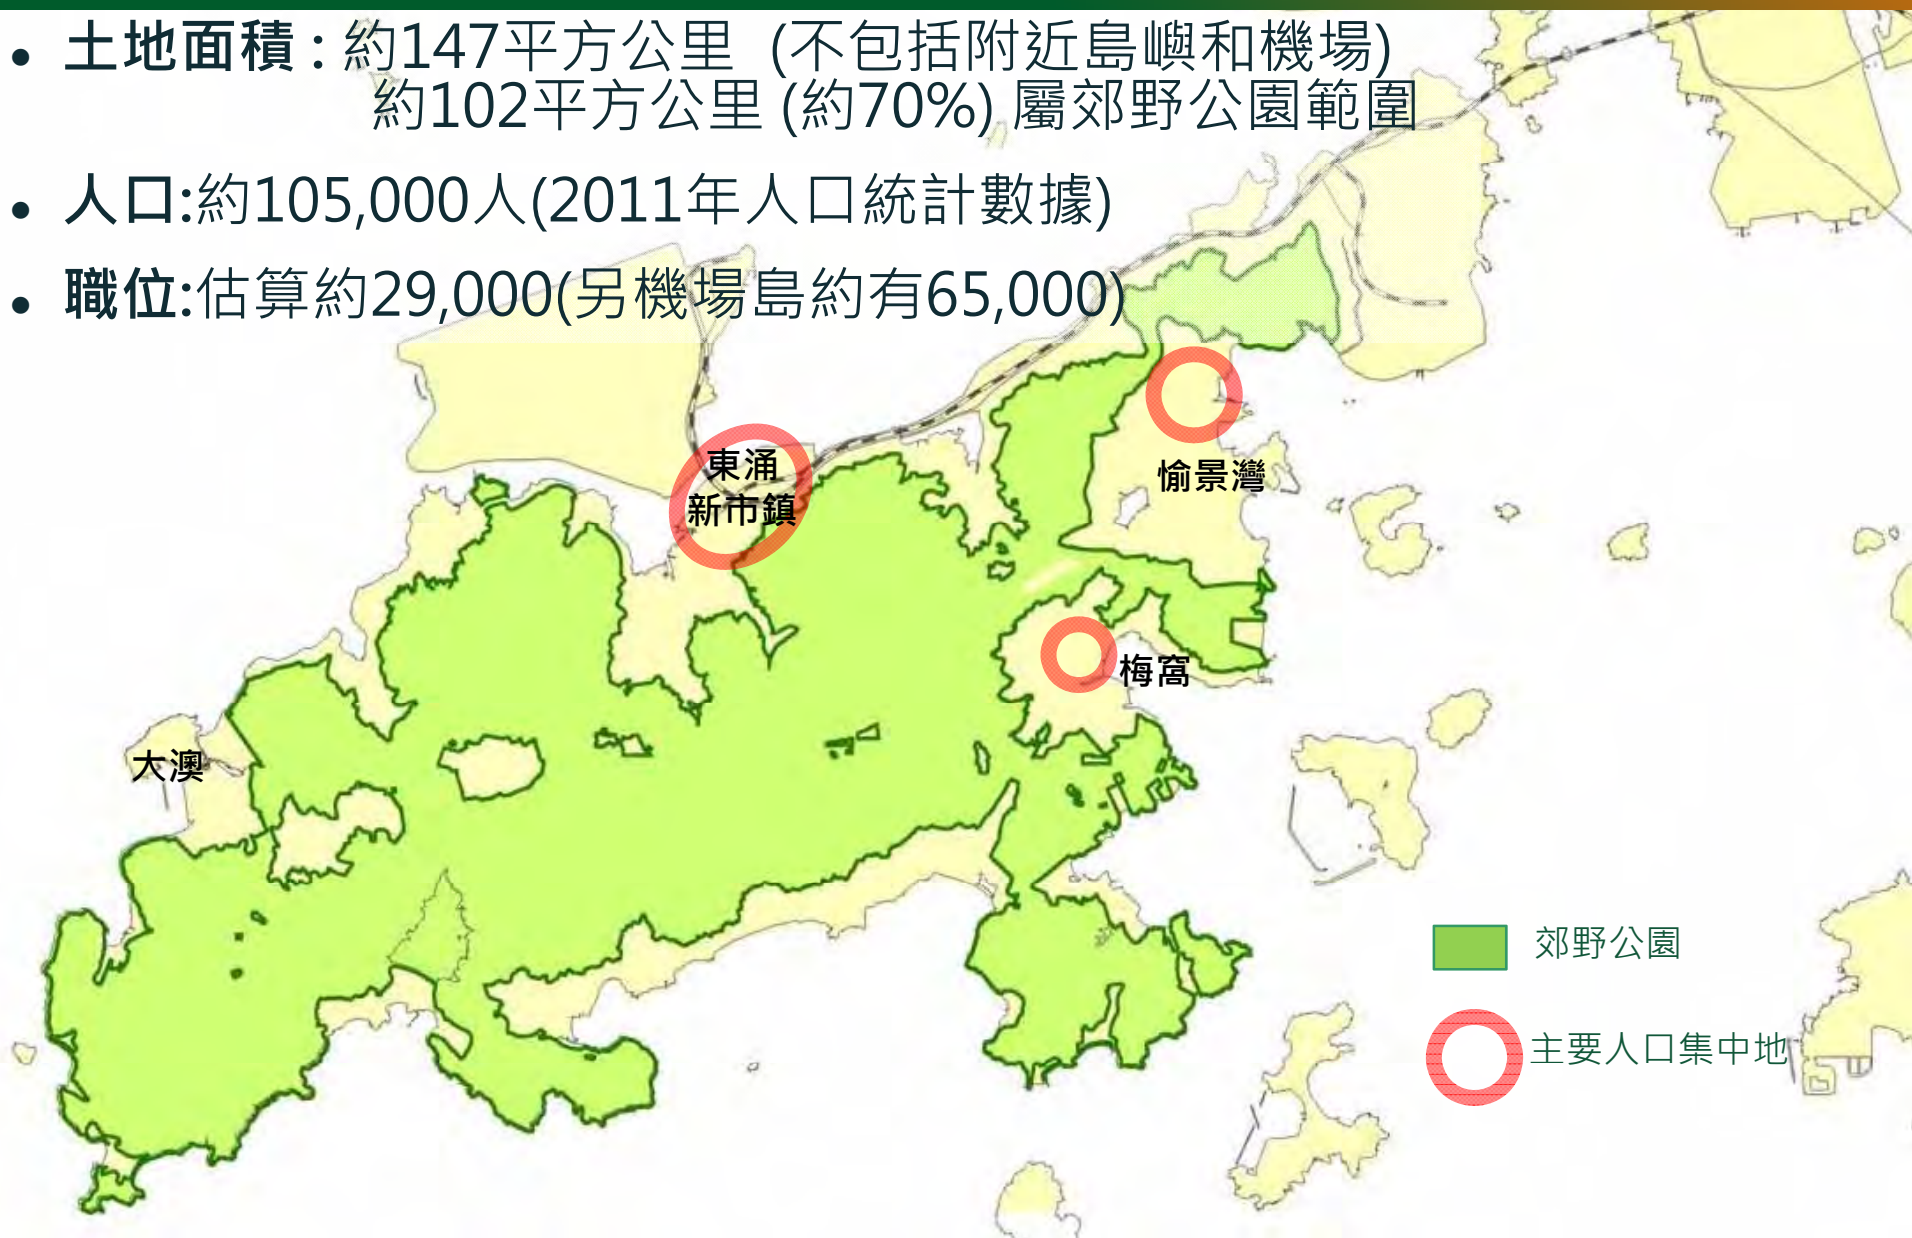 • 土地面積 : 約147平方公里 (不包括附近島嶼和機場)
約102平方公里 (約70%) 屬郊野公園範圍
• 人口:約105,000人(2011年人口統計數據)
• 職位:估算約29,000(另機場島約有65,000)
東涌
新市鎮
愉景灣
梅窩
大澳
郊野公園
主要人口集中地